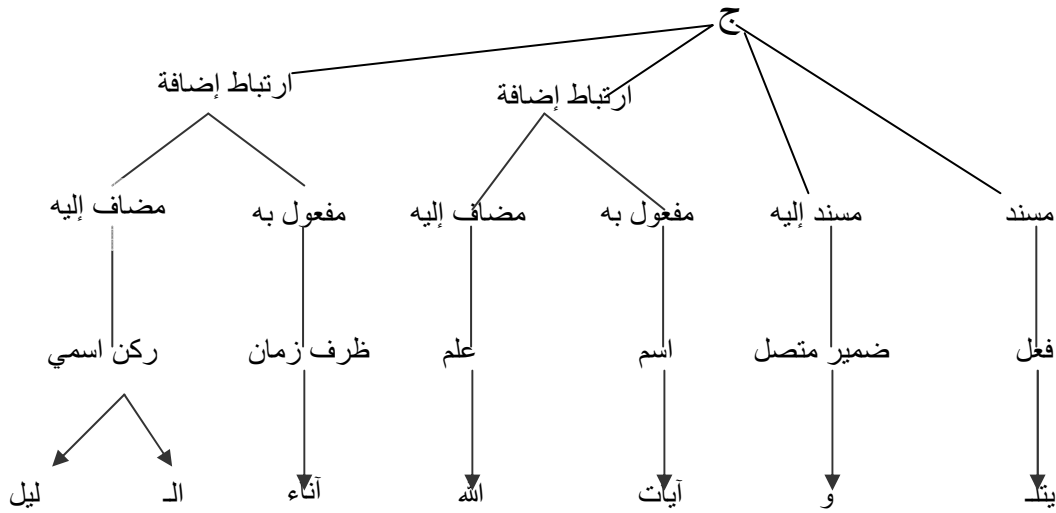 ج
ارتباط إضافة ارتباط إضافة
مسند مسند إليه مفعول به مضاف إليه مفعول به مضاف إليه
فعل ضمير متصل اسم علم ظرف زمان ركن اسمي
يتلـ و آيات الله آناء الـ ليل